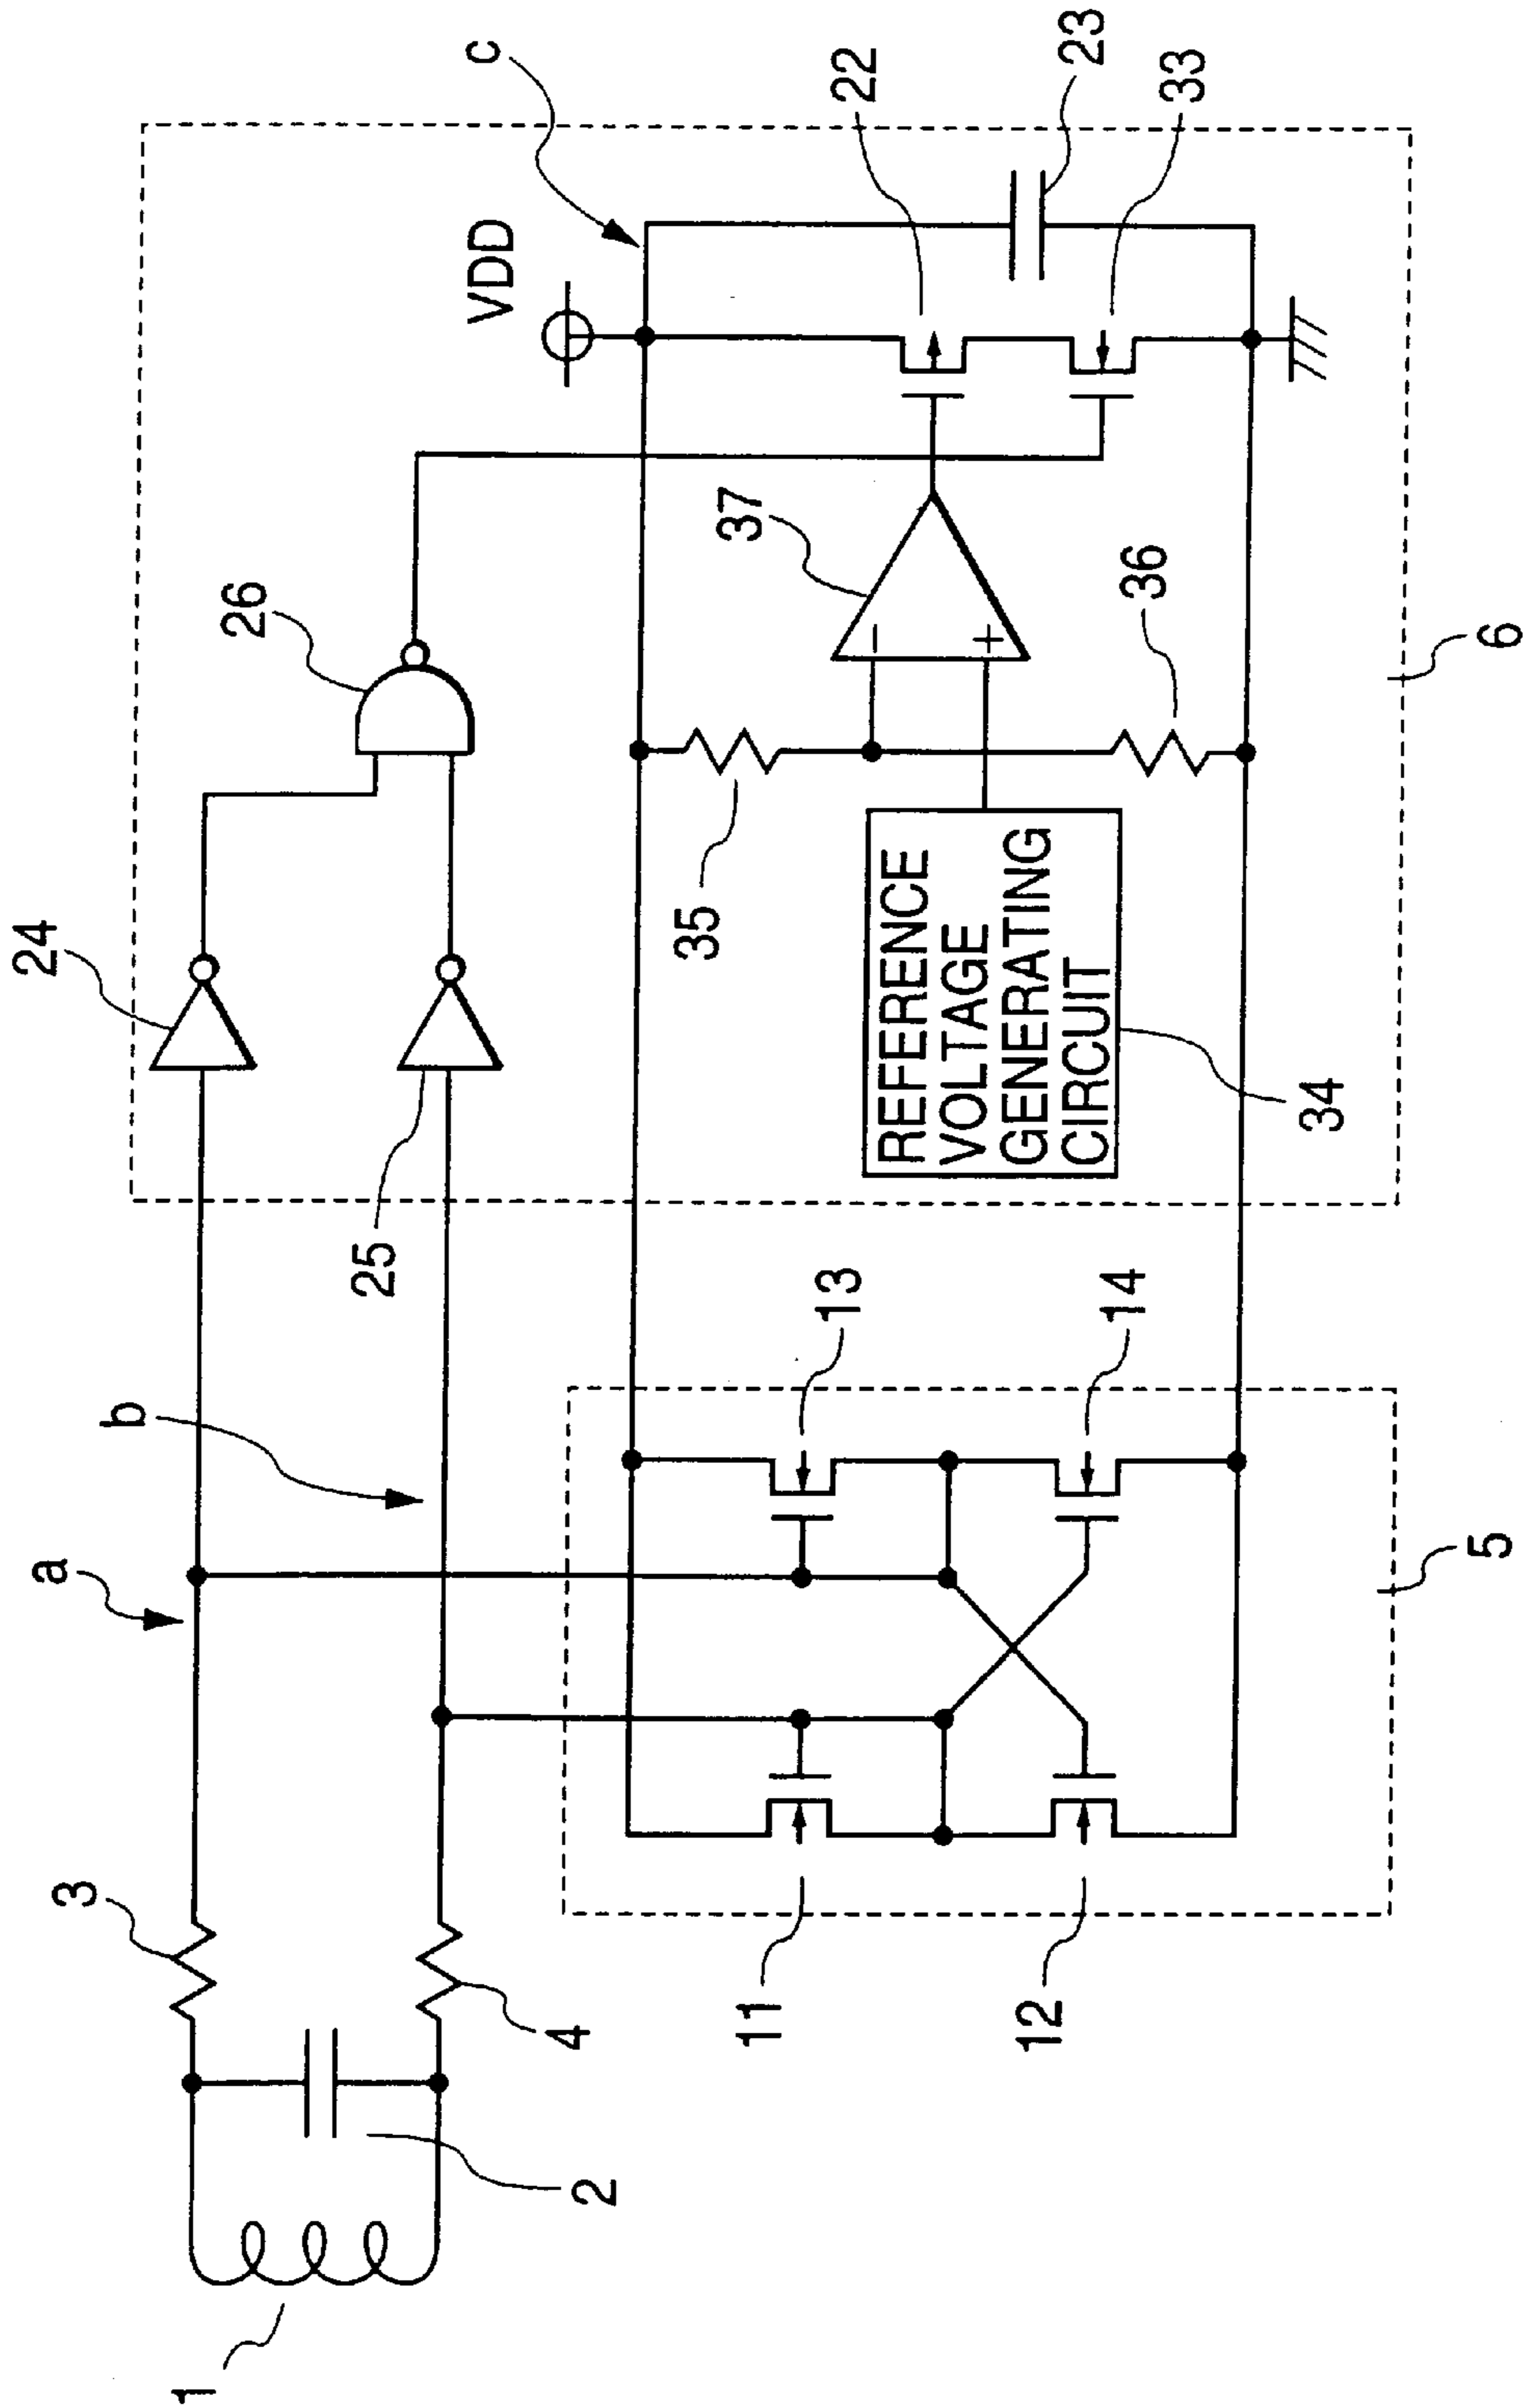 24
26
VDD
c
22
23
33
37
36
35
25
REFERENCE
VOLTAGE
GENERATING
CIRCUIT
34
6
a
b
13
14
5
3
4
11
12
1
2
−
+